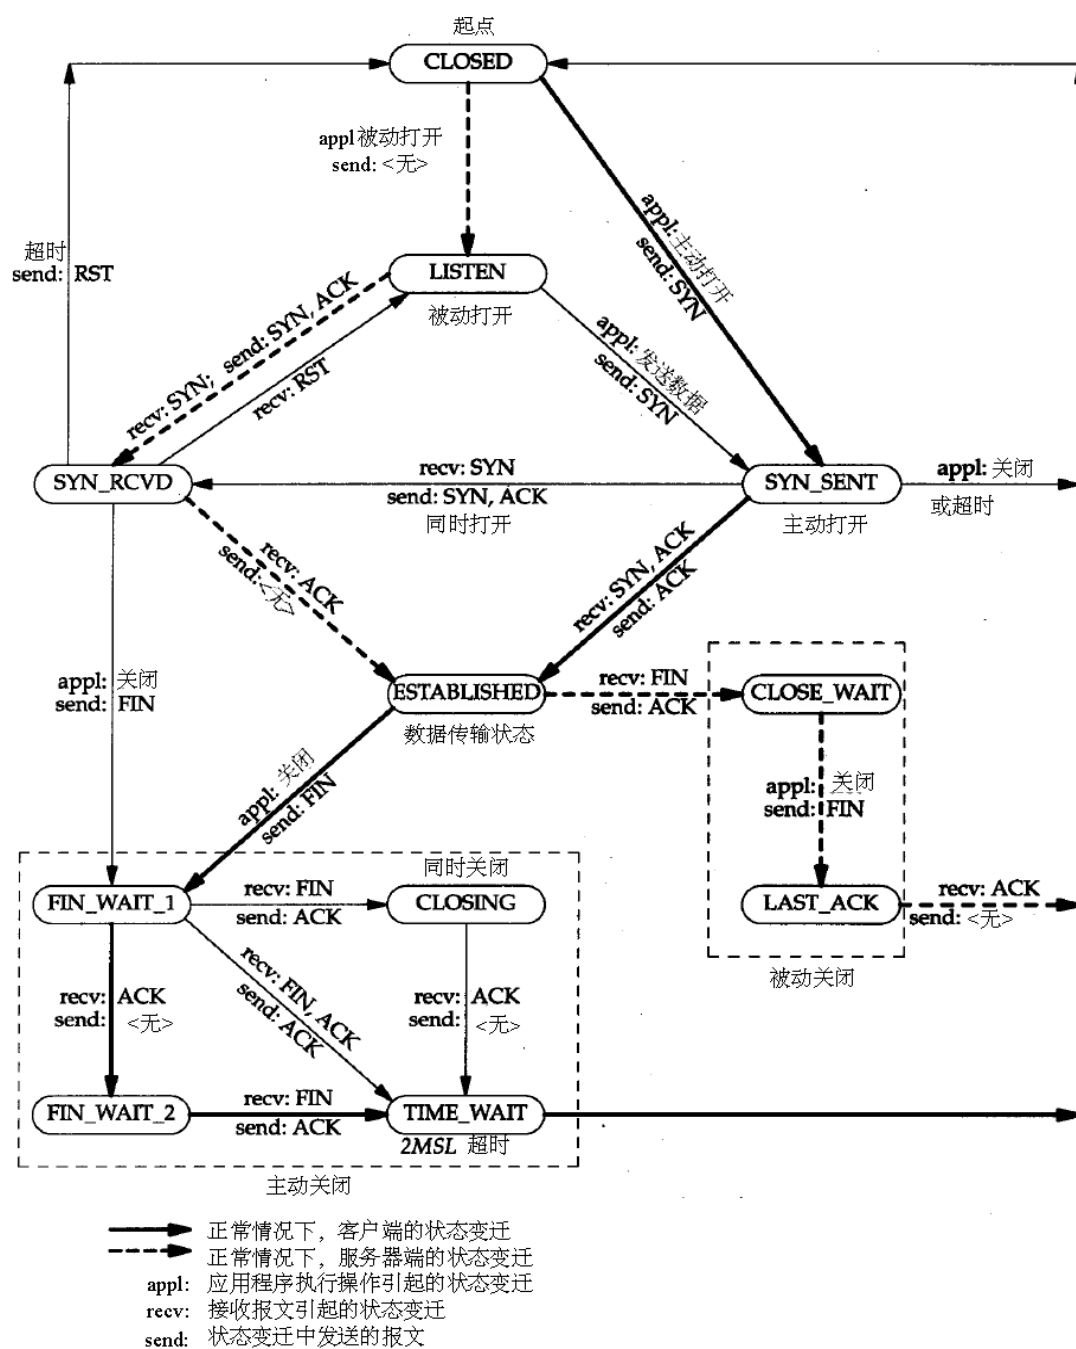 起点
CLOSED
appl 被动打开
send: <无>
appl: 主动打开
send: SYN
超时
send: RST
LISTEN
被动打开
recv: SYN; send: SYN, ACK
recv: RST
appl: 发送数据
send: SYN
SYN_RCVD
recv: SYN
send: SYN, ACK
同时打开
SYN_SENT
主动打开
appl: 关闭
或超时
recv: ACK
send: <无>
recv: SYN, ACK
send: ACK
appl: 关闭
send: FIN
ESTABLISHED
数据传输状态
recv: FIN
send: ACK
CLOSE_WAIT
appl: 关闭
send: FIN
appl: 关闭
send: FIN
同时关闭
FIN_WAIT_1
recv: FIN
send: ACK
CLOSING
LAST_ACK
recv: ACK
send: <无>
被动关闭
recv: ACK
send: <无>
recv: FIN, ACK
send: ACK
recv: ACK
send: <无>
FIN_WAIT_2
recv: FIN
send: ACK
TIME_WAIT
2MSL 超时
主动关闭
正常情况下，客户端的状态变迁
正常情况下，服务器端的状态变迁
appl: 应用程序执行操作引起的状态变迁
recv: 接收报文引起的状态变迁
send: 状态变迁中发送的报文